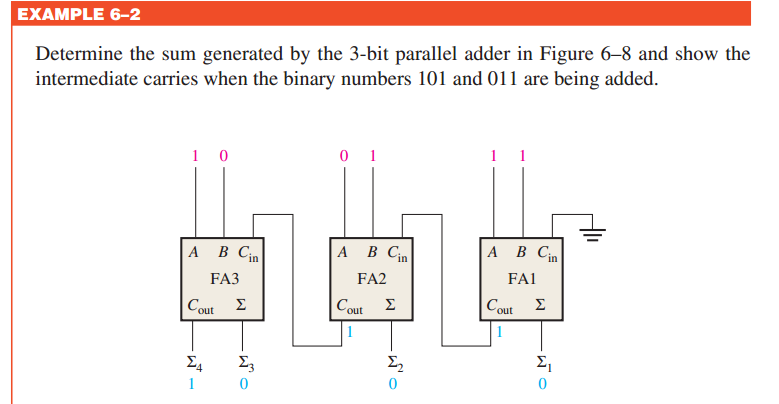 EXAMPLE 6–2
Determine the sum generated by the 3-bit parallel adder in Figure 6–8 and show the
intermediate carries when the binary numbers 101 and 011 are being added.
1 0 0 1 1 1
A B Cin A B Cin A B Cin
FA3 FA2 FA1
Cout Σ Cout Σ Cout Σ
1 1
Σ4 Σ3 Σ2 Σ1
1 0 0 0